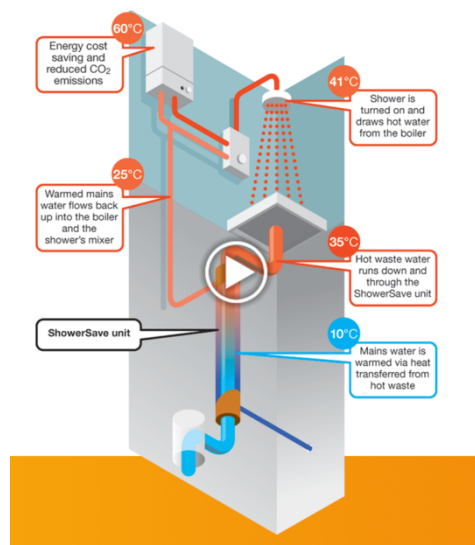 60°C
Energy cost
saving and
reduced CO₂
emissions
41°C
Shower is
turned on and
draws hot water
from the boiler
25°C
Warmed mains
water flows back
up into the boiler
and the
shower's mixer
35°C
Hot waste water
runs down and
through the
ShowerSave unit
ShowerSave unit
10°C
Mains water is
warmed via heat
transferred from
hot waste